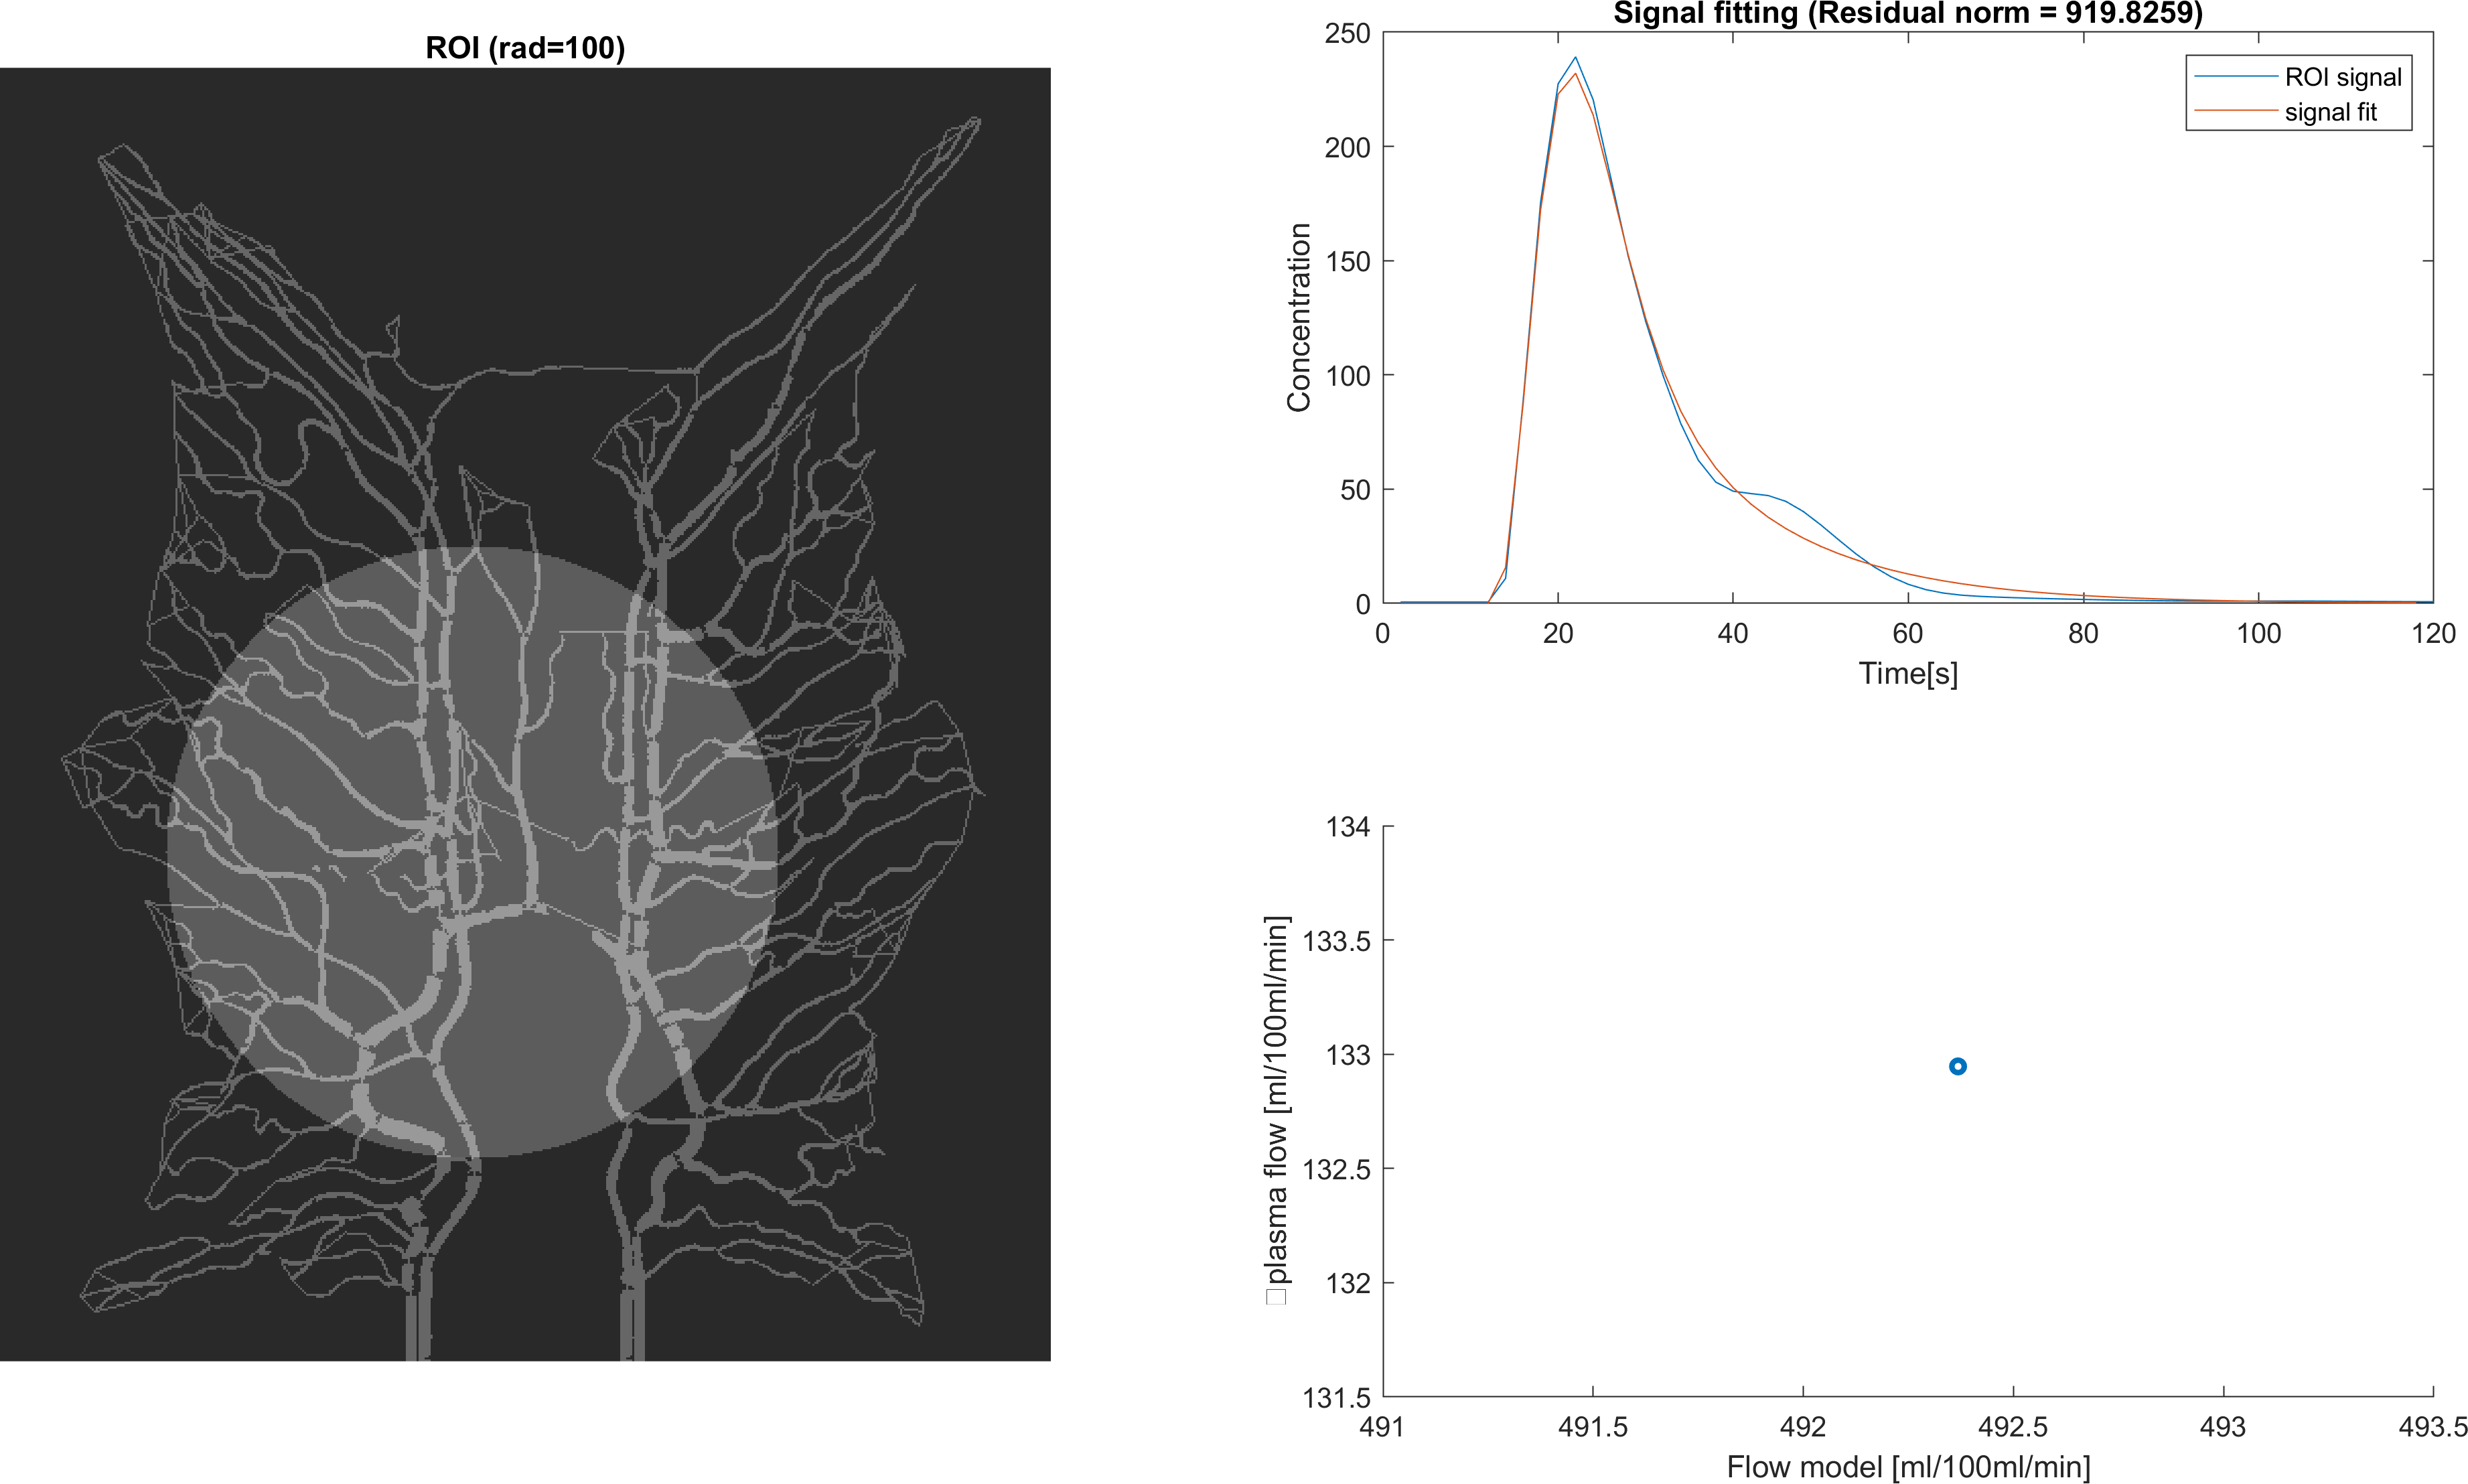 ROI (rad=100)
Signal fitting (Residual norm = 919.8259)
250
200
150
100
50
0
Concentration
ROI signal
signal fit
0 20 40 60 80 100 120
Time[s]
134
133.5
133
132.5
132
131.5
□plasma flow [ml/100ml/min]
491 491.5 492 492.5 493 493.5
Flow model [ml/100ml/min]